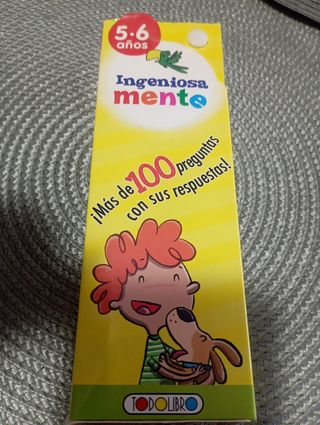 5-6
años
Ingeniosa
mente
¡Más de 100 preguntas
con sus respuestas!
TODOLIBRO